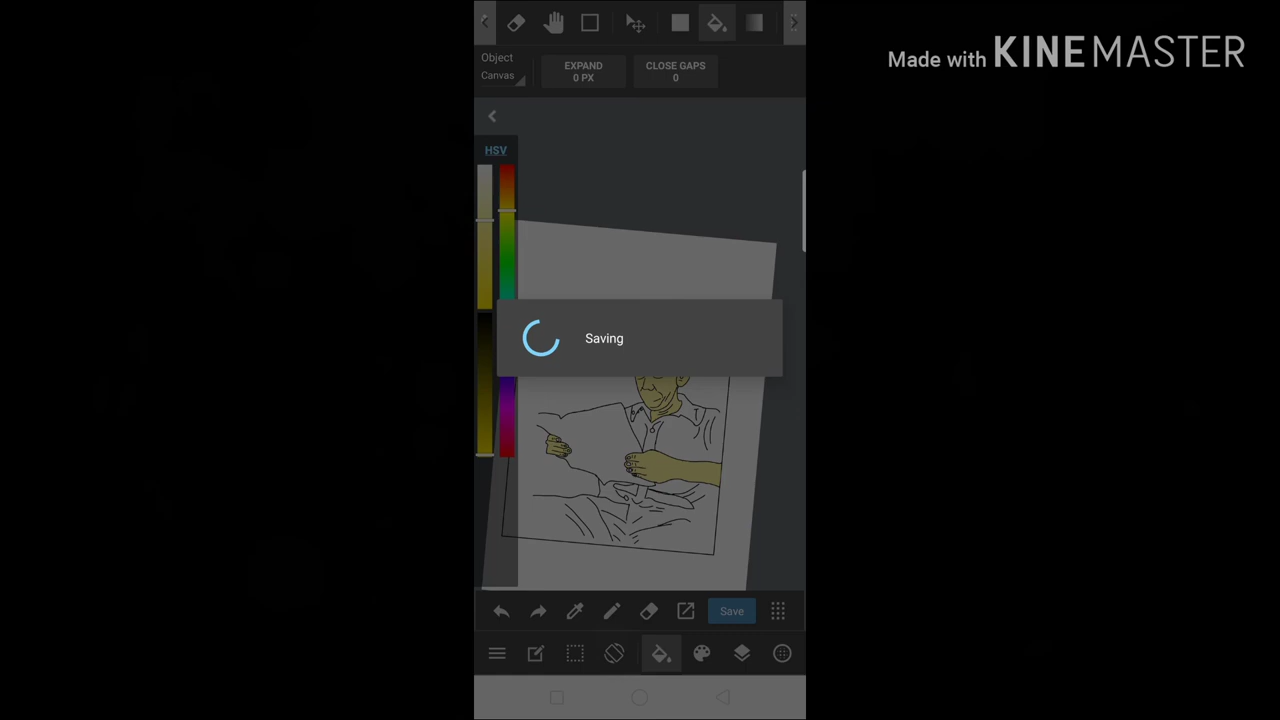 Made with KINEMASTER
Object
Canvas
EXPAND
0 PX
CLOSE GAPS
0
HSV
Saving
Save